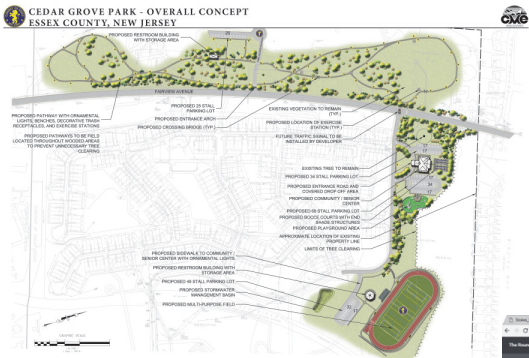 CEDAR GROVE PARK - OVERALL CONCEPT
ESSEX COUNTY, NEW JERSEY
CME
PROPOSED RESTROOM BUILDING
WITH STORAGE AREA
25
FAIRVIEW AVENUE
PROPOSED PATHWAY WITH ORNAMENTAL
LIGHTS, BENCHES, DECORATIVE TRASH
RECEPTACLES, AND EXERCISE STATIONS
PROPOSED PATHWAYS TO BE FIELD
LOCATED THROUGHOUT WOODED AREAS
TO PREVENT UNNECESSARY TREE
CLEARING
PROPOSED 25 STALL
PARKING LOT
PROPOSED ENTRANCE ARCH
PROPOSED CROSSING BRIDGE (TYP.)
EXISTING VEGETATION TO REMAIN
(TYP.)
PROPOSED LOCATION OF EXERCISE
STATION (TYP.)
FUTURE TRAFFIC SIGNAL TO BE
INSTALLED BY DEVELOPER
EXISTING TREE TO REMAIN
PROPOSED 34 STALL PARKING LOT
PROPOSED ENTRANCE ROAD AND
COVERED DROP OFF AREA
PROPOSED COMMUNITY / SENIOR
CENTER
PROPOSED 68 STALL PARKING LOT
PROPOSED BOCCE COURTS WITH END
SHADE STRUCTURES
PROPOSED PLAYGROUND AREA
APPROXIMATE LOCATION OF EXISTING
PROPERTY LINE
LIMITS OF TREE CLEARING
PROPOSED SIDEWALK TO COMMUNITY /
SENIOR CENTER WITH ORNAMENTAL LIGHTS
PROPOSED RESTROOM BUILDING WITH
STORAGE AREA
PROPOSED 48 STALL PARKING LOT
PROPOSED STORMWATER
MANAGEMENT BASIN
PROPOSED MULTI-PURPOSE FIELD
GRAPHIC SCALE